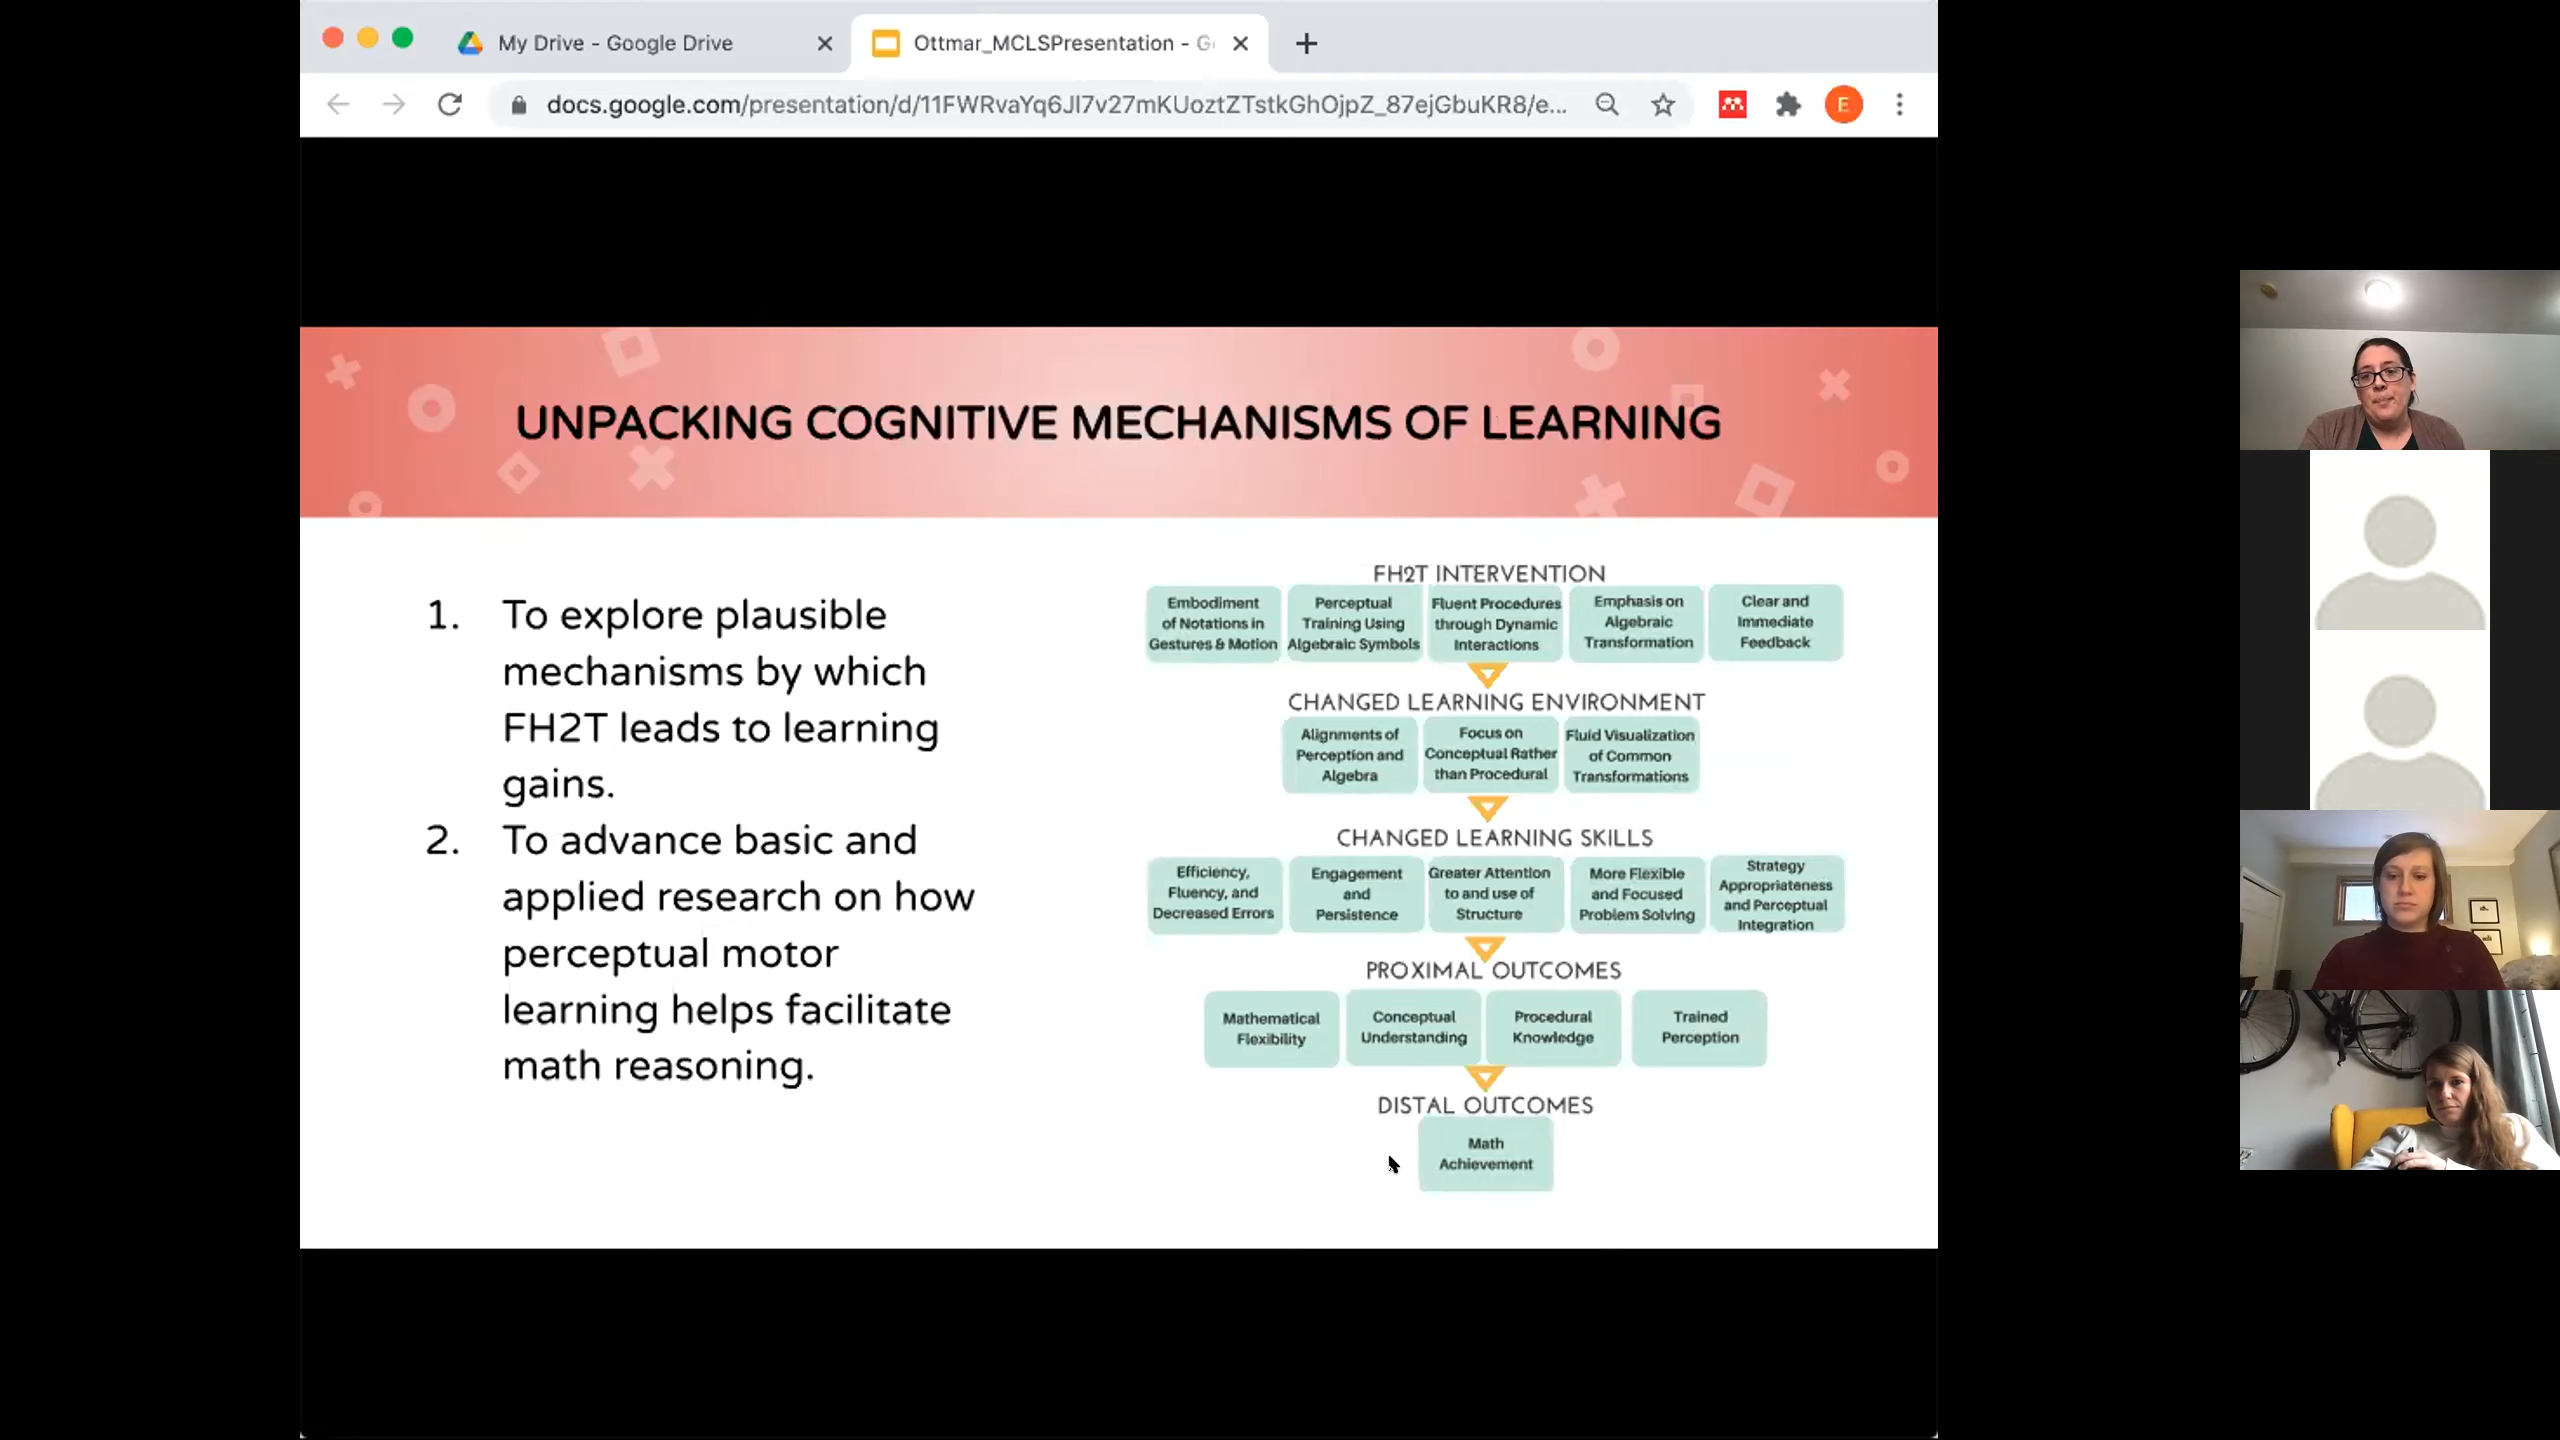 My Drive - Google Drive
Ottmar_MCLSPresentation - G
docs.google.com/presentation/d/11FWRvaYq6Jl7v27mKUoztZTstkGhOjpZ_87ejGbuKR8/e...
E
UNPACKING COGNITIVE MECHANISMS OF LEARNING
1. To explore plausible
mechanisms by which
FH2T leads to learning
gains.
2. To advance basic and
applied research on how
perceptual motor
learning helps facilitate
math reasoning.
FH2T INTERVENTION
Embodiment
of Notations in
Gestures & Motion
Perceptual
Training Using
Algebraic Symbols
Fluent Procedures
through Dynamic
Interactions
Emphasis on
Algebraic
Transformation
Clear and
Immediate
Feedback
CHANGED LEARNING ENVIRONMENT
Alignments of
Perception and
Algebra
Focus on
Conceptual Rather
than Procedural
Fluid Visualization
of Common
Transformations
CHANGED LEARNING SKILLS
Efficiency,
Fluency, and
Decreased Errors
Engagement
and
Persistence
Greater Attention
to and use of
Structure
More Flexible
and Focused
Problem Solving
Strategy
Appropriateness
and Perceptual
Integration
PROXIMAL OUTCOMES
Mathematical
Flexibility
Conceptual
Understanding
Procedural
Knowledge
Trained
Perception
DISTAL OUTCOMES
Math
Achievement